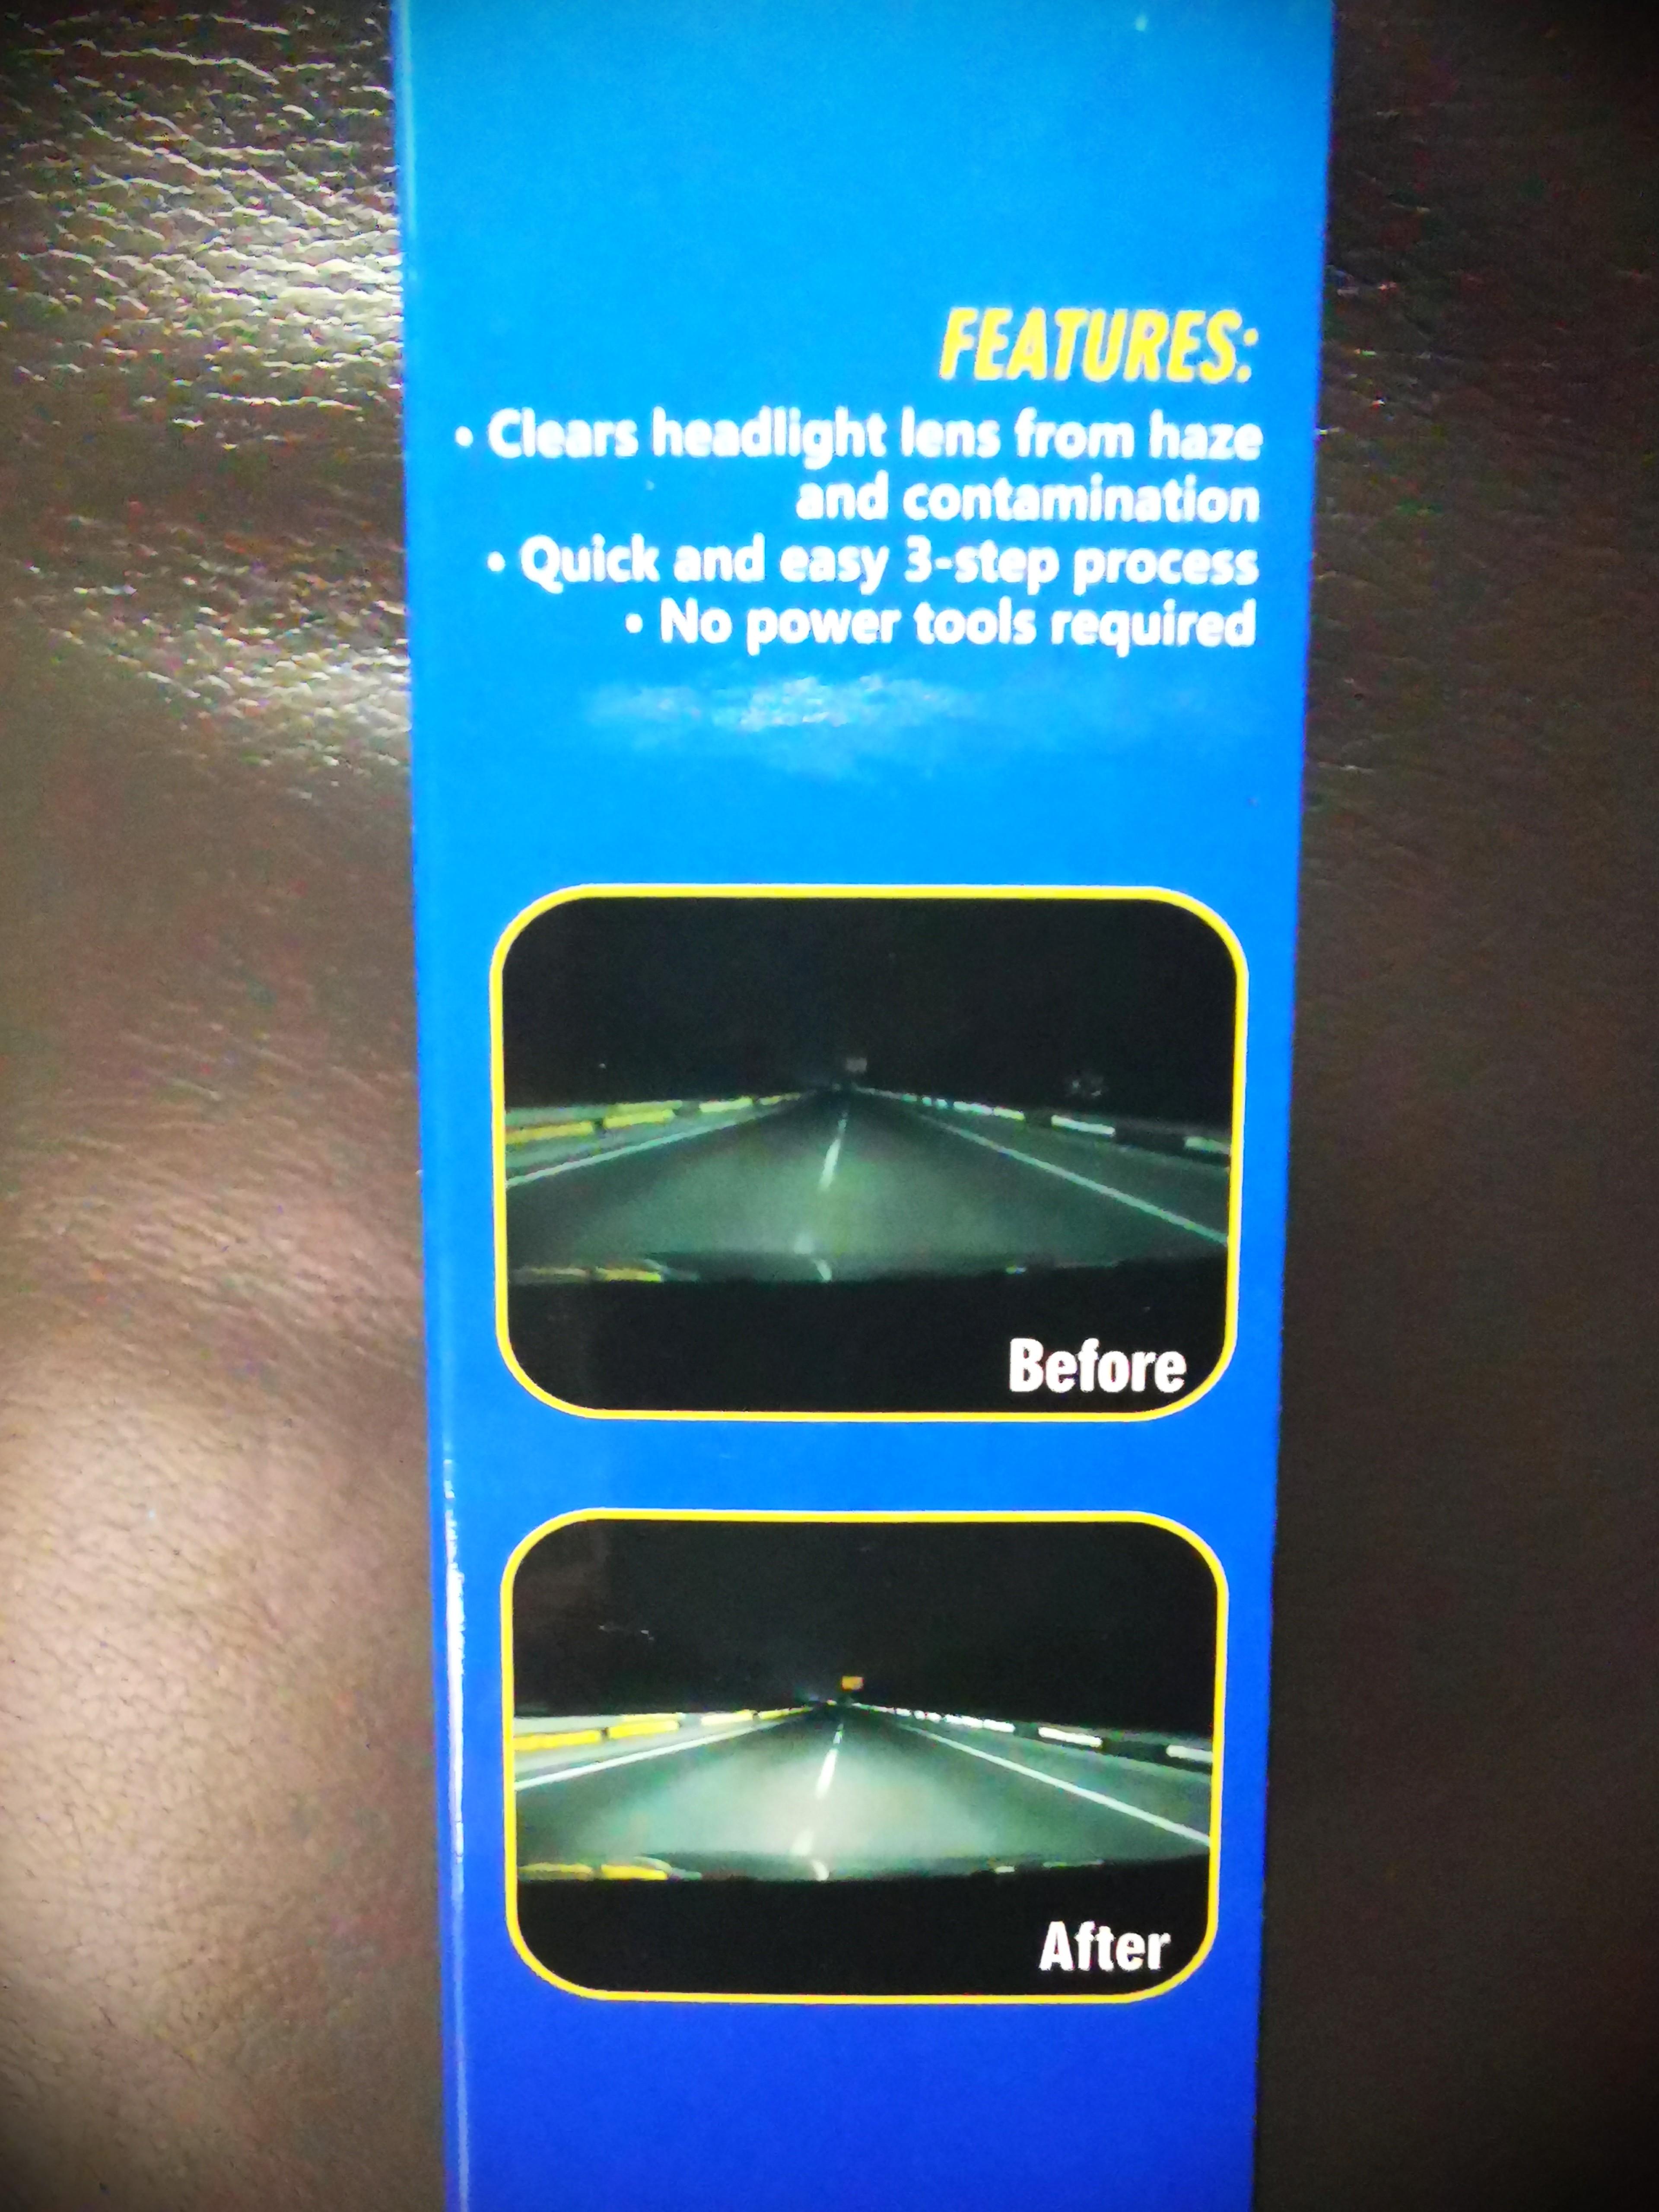 FEATURES:
• Clears headlight lens from haze
and contamination
• Quick and easy 3-step process
• No power tools required
Before
After